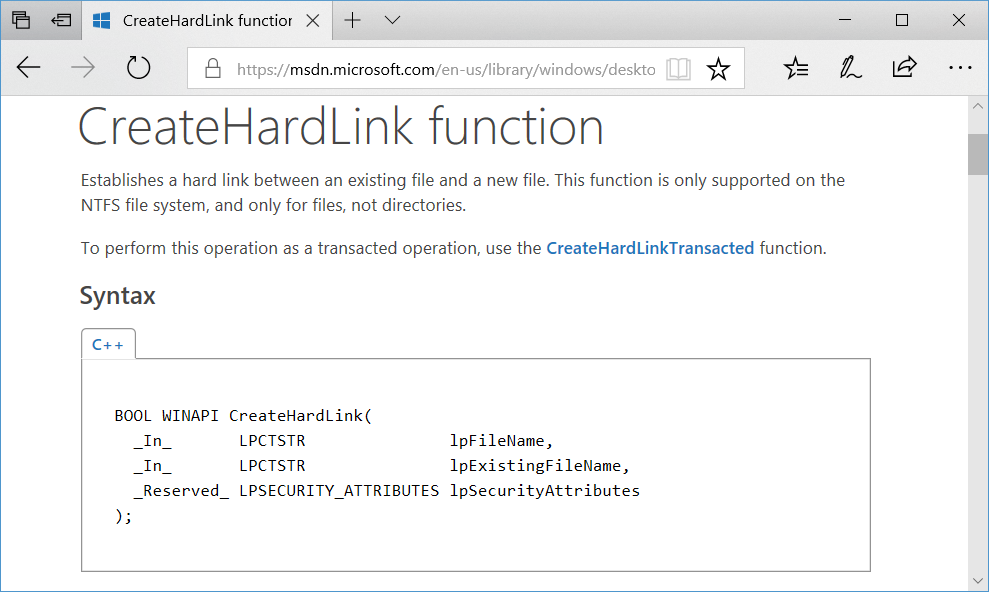 CreateHardLink function
https://msdn.microsoft.com/en-us/library/windows/deskto
CreateHardLink function
Establishes a hard link between an existing file and a new file. This function is only supported on the
NTFS file system, and only for files, not directories.
To perform this operation as a transacted operation, use the CreateHardLinkTransacted function.
Syntax
C++
BOOL WINAPI CreateHardLink(
  _In_       LPCTSTR               lpFileName,
  _In_       LPCTSTR               lpExistingFileName,
  _Reserved_ LPSECURITY_ATTRIBUTES lpSecurityAttributes
);